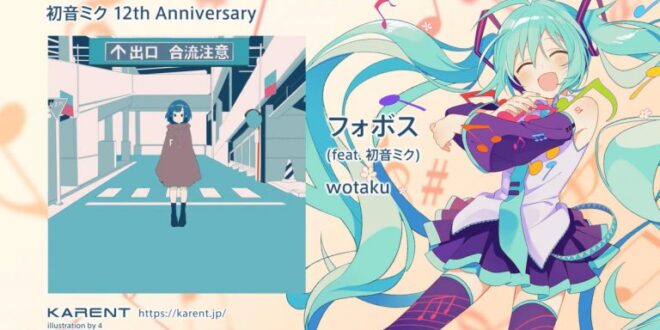 初音ミク 12th Anniversary
↑出口 合流注意
F
フォボス
(feat. 初音ミク)
wotaku
KARENT https://karent.jp/
illustration by 4